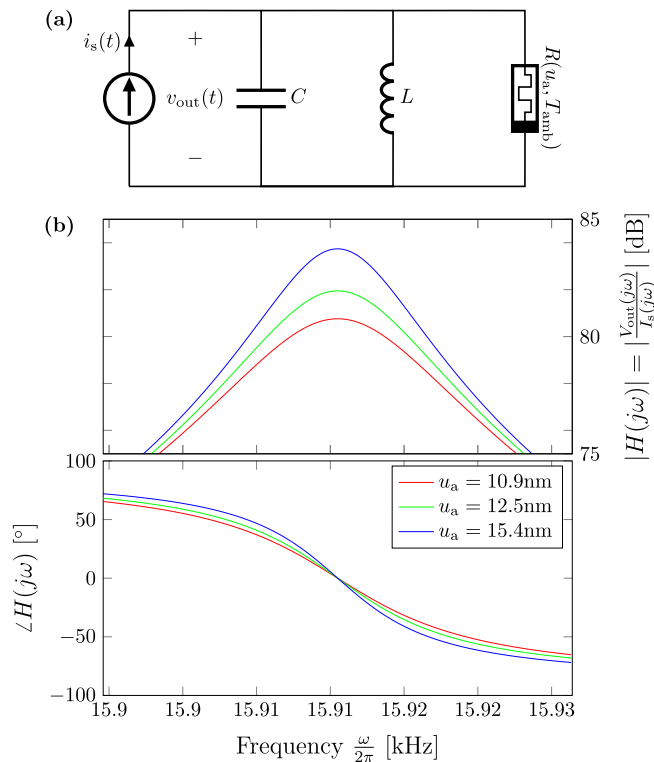 (a)
i_s(t)
+
v_out(t)
−
C
L
R(u_a, T_amb)
(b)
85
80
75
|H(jω)| = |V_out(jω)/I_s(jω)| [dB]
100
50
0
−50
−100
∠H(jω) [°]
u_a = 10.9nm
u_a = 12.5nm
u_a = 15.4nm
15.9 15.9 15.91 15.91 15.92 15.92 15.93
Frequency ω/2π [kHz]